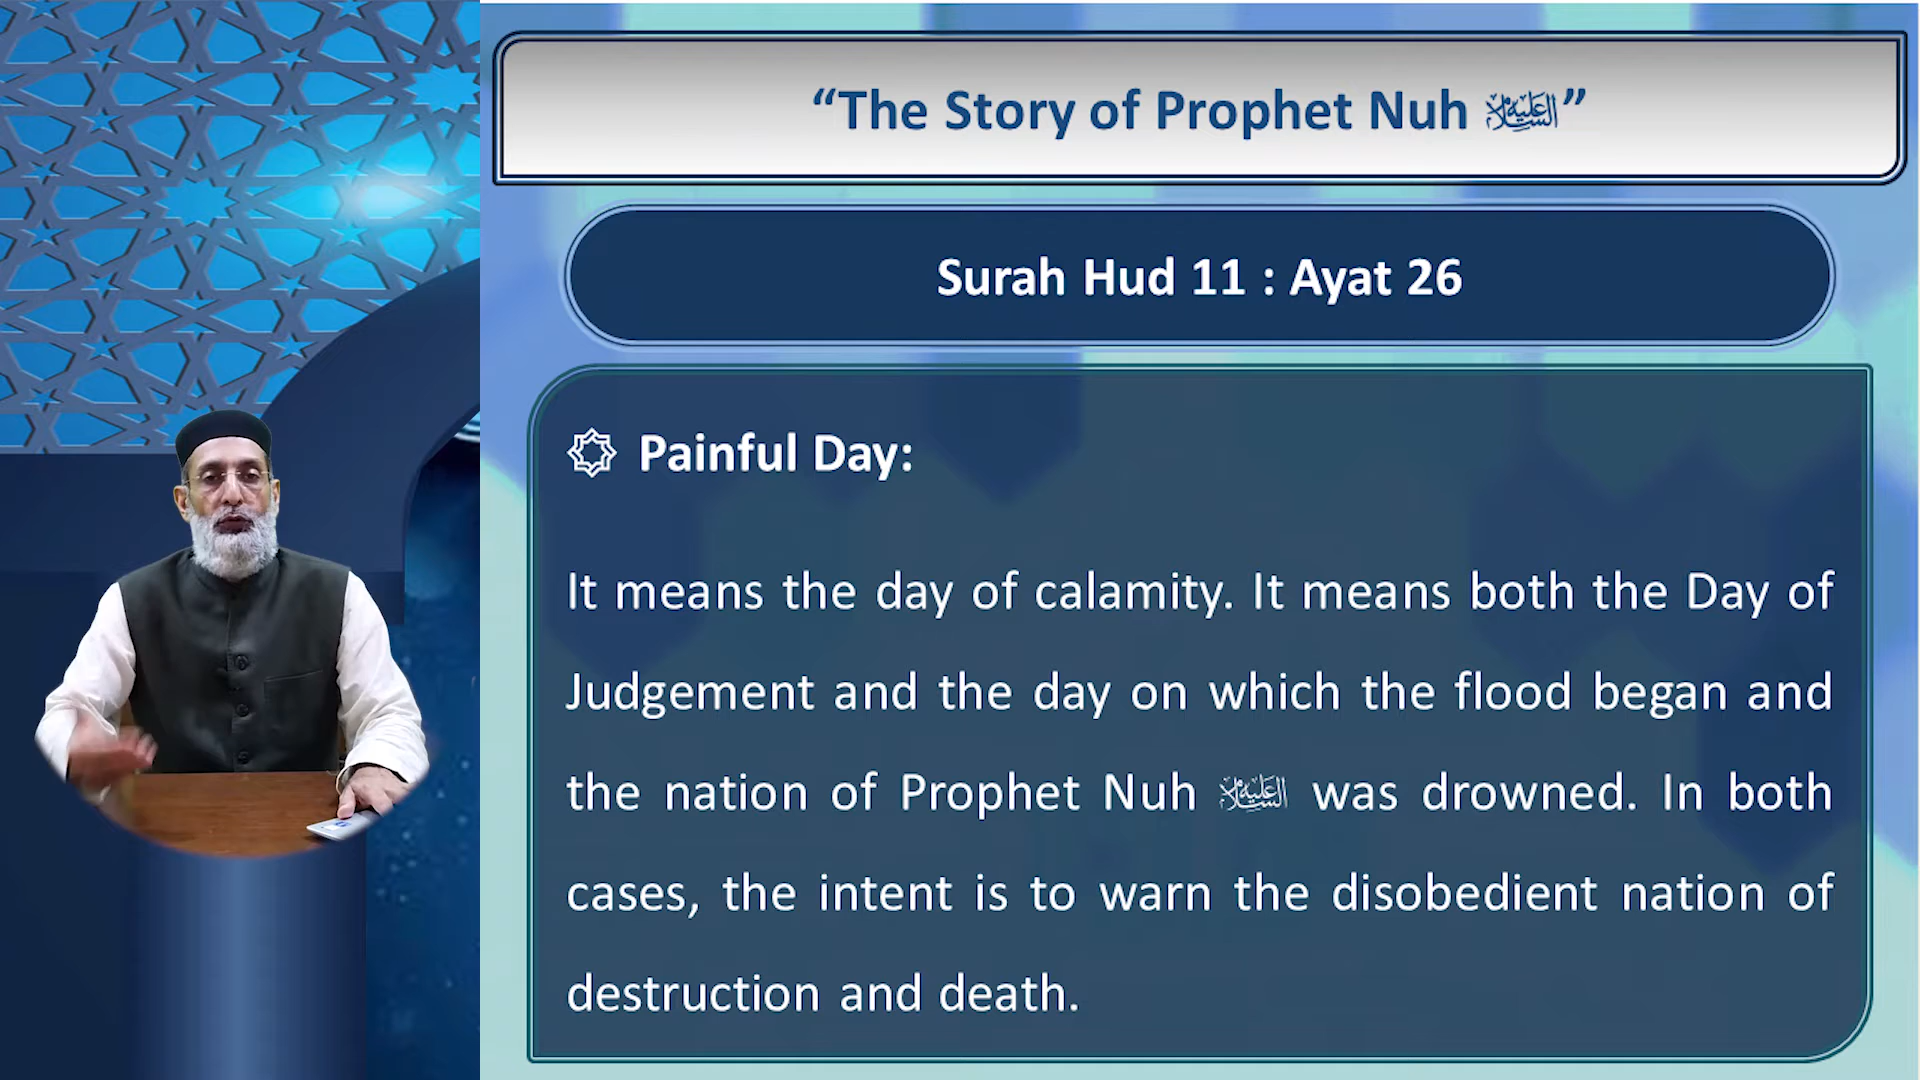 “The Story of Prophet Nuh عليه السلام”
Surah Hud 11 : Ayat 26
Painful Day:
It means the day of calamity. It means both the Day of
Judgement and the day on which the flood began and
the nation of Prophet Nuh عليه السلام was drowned. In both
cases, the intent is to warn the disobedient nation of
destruction and death.